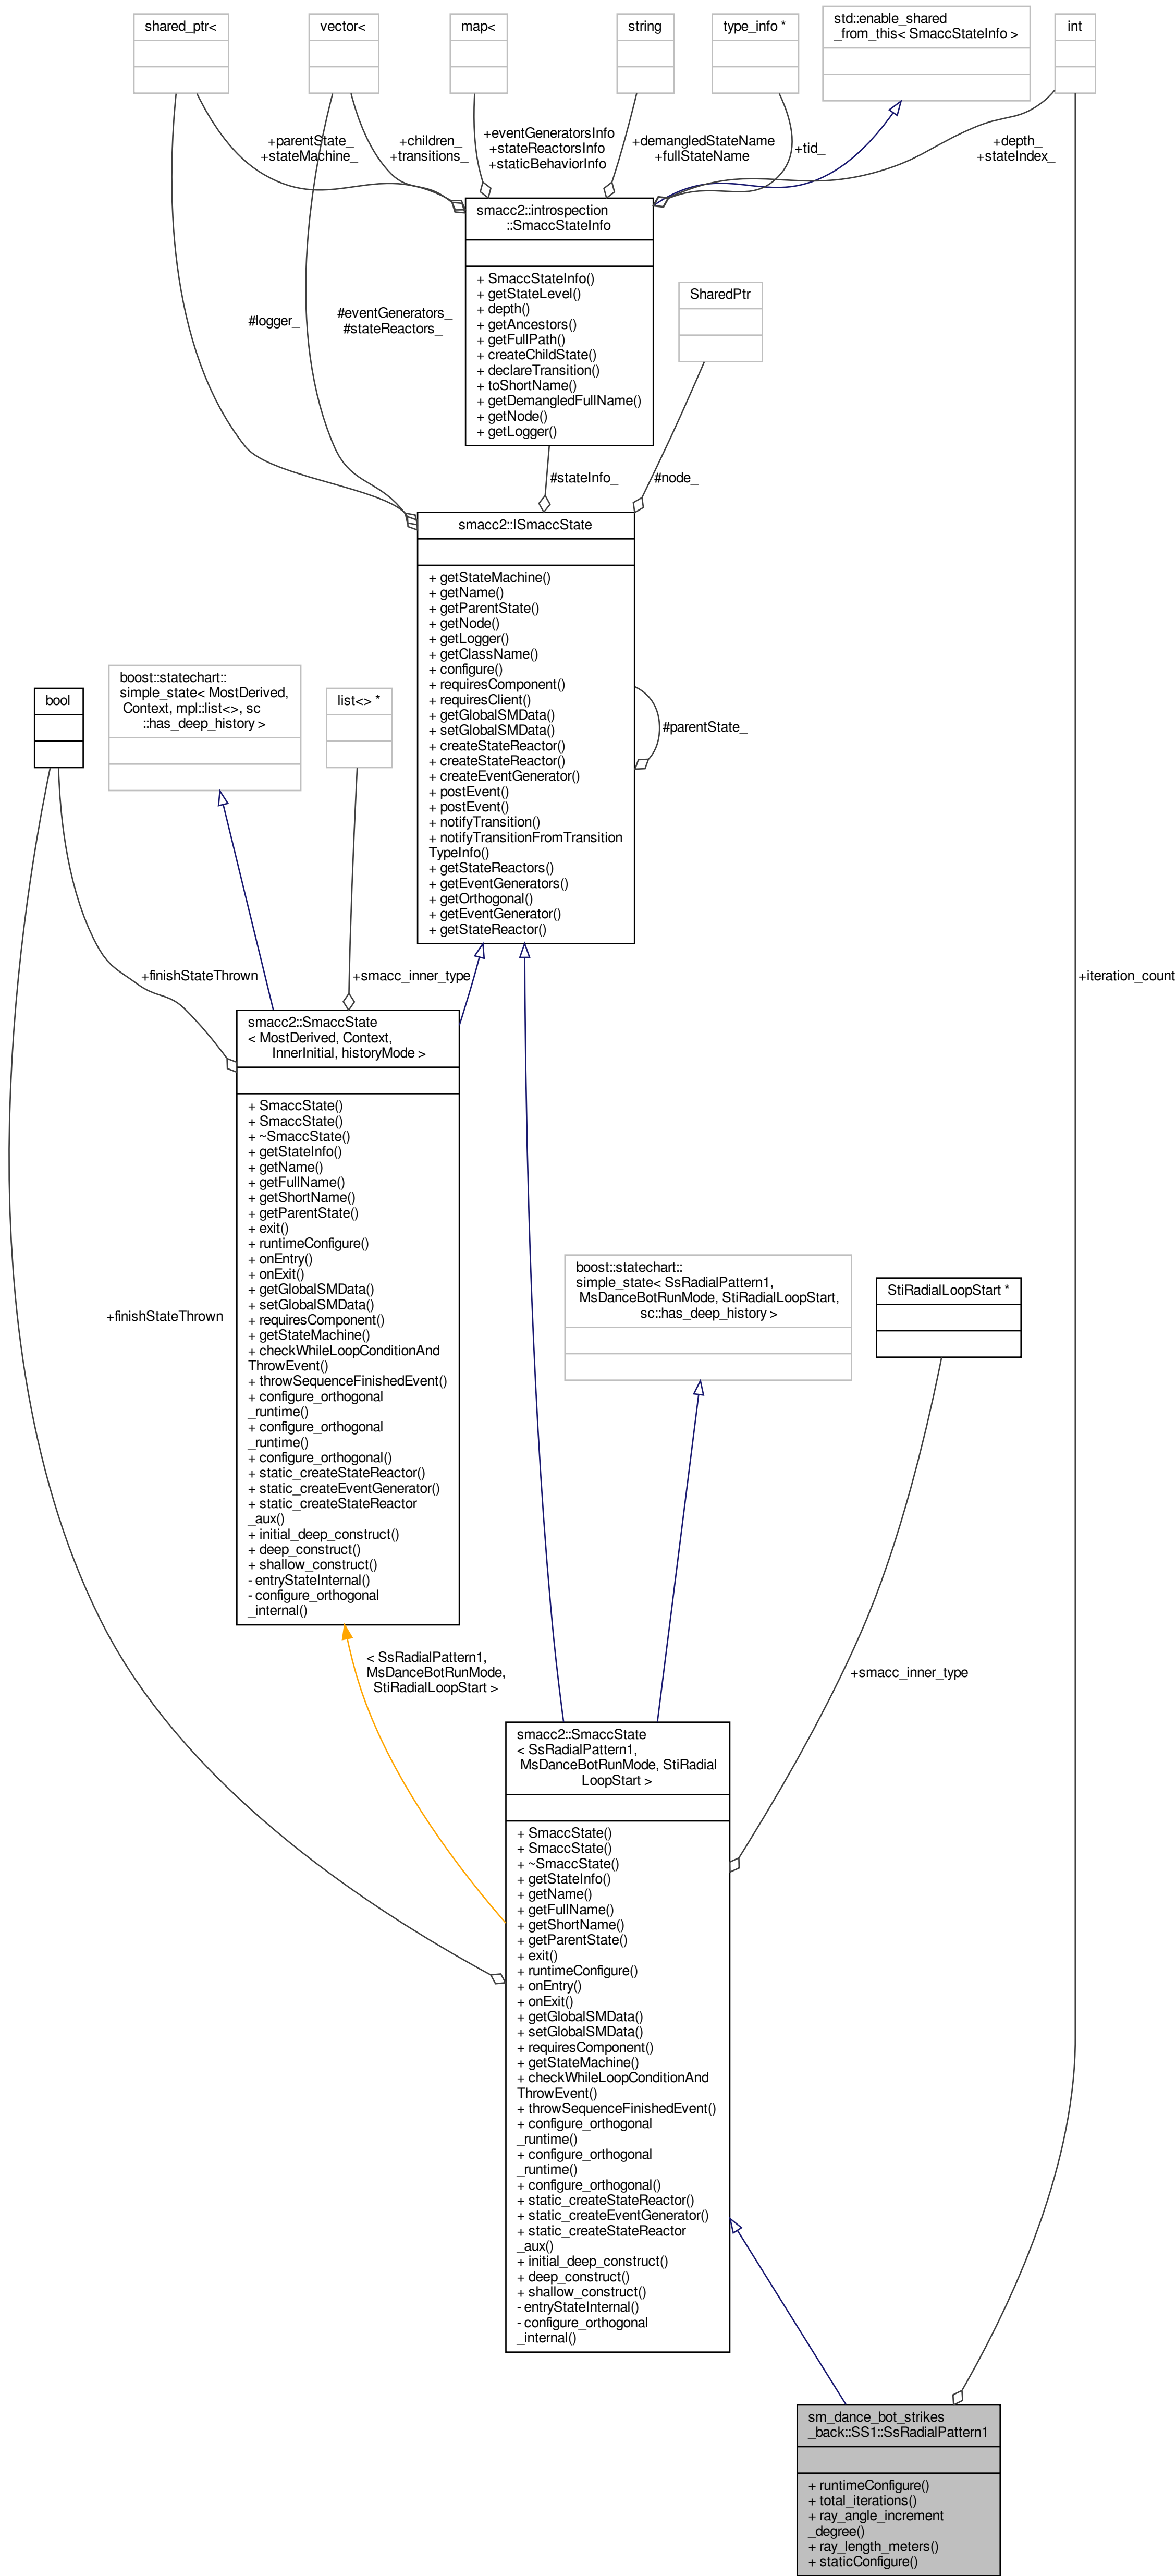 shared_ptr<
vector<
map<
string
type_info *
std::enable_shared
_from_this< SmaccStateInfo >
int
+parentState_
+stateMachine_
+children_
+transitions_
+eventGeneratorsInfo
+stateReactorsInfo
+staticBehaviorInfo
+demangledStateName
+fullStateName
+tid_
+depth_
+stateIndex_
smacc2::introspection
::SmaccStateInfo
+ SmaccStateInfo()
+ getStateLevel()
+ depth()
+ getAncestors()
+ getFullPath()
+ createChildState()
+ declareTransition()
+ toShortName()
+ getDemangledFullName()
+ getNode()
+ getLogger()
SharedPtr
#logger_
#eventGenerators_
#stateReactors_
#stateInfo_
#node_
smacc2::ISmaccState
+ getStateMachine()
+ getName()
+ getParentState()
+ getNode()
+ getLogger()
+ getClassName()
+ configure()
+ requiresComponent()
+ requiresClient()
+ getGlobalSMData()
+ setGlobalSMData()
+ createStateReactor()
+ createStateReactor()
+ createEventGenerator()
+ postEvent()
+ postEvent()
+ notifyTransition()
+ notifyTransitionFromTransition
TypeInfo()
+ getStateReactors()
+ getEventGenerators()
+ getOrthogonal()
+ getEventGenerator()
+ getStateReactor()
#parentState_
bool
boost::statechart::
simple_state< MostDerived,
Context, mpl::list<>, sc
::has_deep_history >
list<> *
+finishStateThrown
+smacc_inner_type
+iteration_count
smacc2::SmaccState
< MostDerived, Context,
InnerInitial, historyMode >
+ SmaccState()
+ SmaccState()
+ ~SmaccState()
+ getStateInfo()
+ getName()
+ getFullName()
+ getShortName()
+ getParentState()
+ exit()
+ runtimeConfigure()
+ onEntry()
+ onExit()
+ getGlobalSMData()
+ setGlobalSMData()
+ requiresComponent()
+ getStateMachine()
+ checkWhileLoopConditionAnd
ThrowEvent()
+ throwSequenceFinishedEvent()
+ configure_orthogonal
_runtime()
+ configure_orthogonal
_runtime()
+ configure_orthogonal()
+ static_createStateReactor()
+ static_createEventGenerator()
+ static_createStateReactor
_aux()
+ initial_deep_construct()
+ deep_construct()
+ shallow_construct()
- entryStateInternal()
- configure_orthogonal
_internal()
+finishStateThrown
boost::statechart::
simple_state< SsRadialPattern1,
MsDanceBotRunMode, StiRadialLoopStart,
sc::has_deep_history >
StiRadialLoopStart *
< SsRadialPattern1,
MsDanceBotRunMode,
StiRadialLoopStart >
+smacc_inner_type
smacc2::SmaccState
< SsRadialPattern1,
MsDanceBotRunMode, StiRadial
LoopStart >
+ SmaccState()
+ SmaccState()
+ ~SmaccState()
+ getStateInfo()
+ getName()
+ getFullName()
+ getShortName()
+ getParentState()
+ exit()
+ runtimeConfigure()
+ onEntry()
+ onExit()
+ getGlobalSMData()
+ setGlobalSMData()
+ requiresComponent()
+ getStateMachine()
+ checkWhileLoopConditionAnd
ThrowEvent()
+ throwSequenceFinishedEvent()
+ configure_orthogonal
_runtime()
+ configure_orthogonal
_runtime()
+ configure_orthogonal()
+ static_createStateReactor()
+ static_createEventGenerator()
+ static_createStateReactor
_aux()
+ initial_deep_construct()
+ deep_construct()
+ shallow_construct()
- entryStateInternal()
- configure_orthogonal
_internal()
sm_dance_bot_strikes
_back::SS1::SsRadialPattern1
+ runtimeConfigure()
+ total_iterations()
+ ray_angle_increment
_degree()
+ ray_length_meters()
+ staticConfigure()